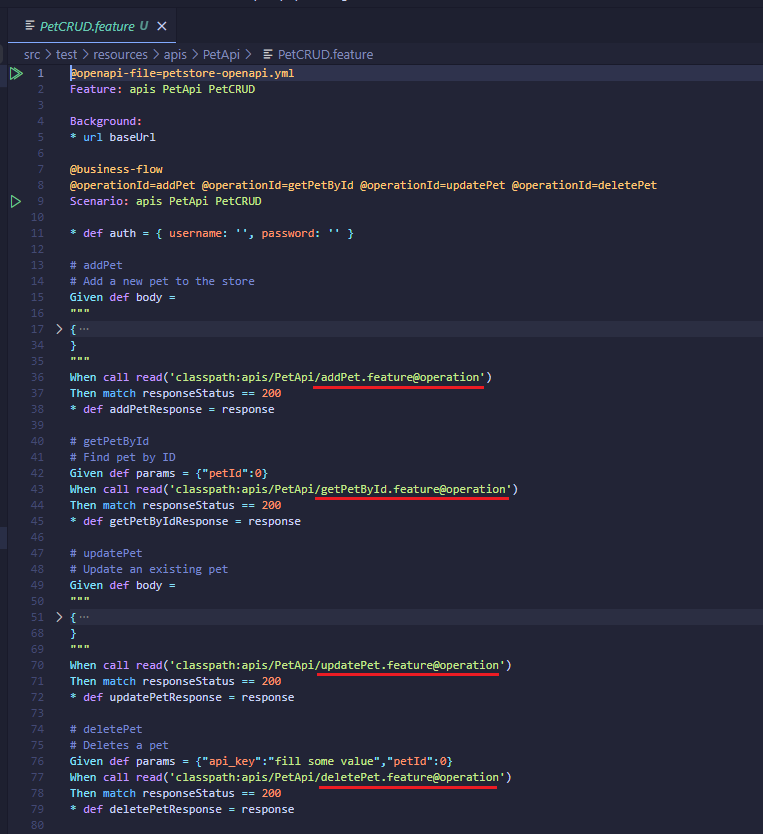 PetCRUD.feature U ×
src > test > resources > apis > PetApi > PetCRUD.feature
1 @openapi-file=petstore-openapi.yml
2 Feature: apis PetApi PetCRUD
3
4 Background:
5 * url baseUrl
6
7 @business-flow
8 @operationId=addPet @operationId=getPetById @operationId=updatePet @operationId=deletePet
9 Scenario: apis PetApi PetCRUD
10
11 * def auth = { username: '', password: '' }
12
13 # addPet
14 # Add a new pet to the store
15 Given def body =
16 """
17 > { ···
34 }
35 """
36 When call read('classpath:apis/PetApi/addPet.feature@operation')
37 Then match responseStatus == 200
38 * def addPetResponse = response
39
40 # getPetById
41 # Find pet by ID
42 Given def params = {"petId":0}
43 When call read('classpath:apis/PetApi/getPetById.feature@operation')
44 Then match responseStatus == 200
45 * def getPetByIdResponse = response
46
47 # updatePet
48 # Update an existing pet
49 Given def body =
50 """
51 > { ···
68 }
69 """
70 When call read('classpath:apis/PetApi/updatePet.feature@operation')
71 Then match responseStatus == 200
72 * def updatePetResponse = response
73
74 # deletePet
75 # Deletes a pet
76 Given def params = {"api_key":"fill some value","petId":0}
77 When call read('classpath:apis/PetApi/deletePet.feature@operation')
78 Then match responseStatus == 200
79 * def deletePetResponse = response
80